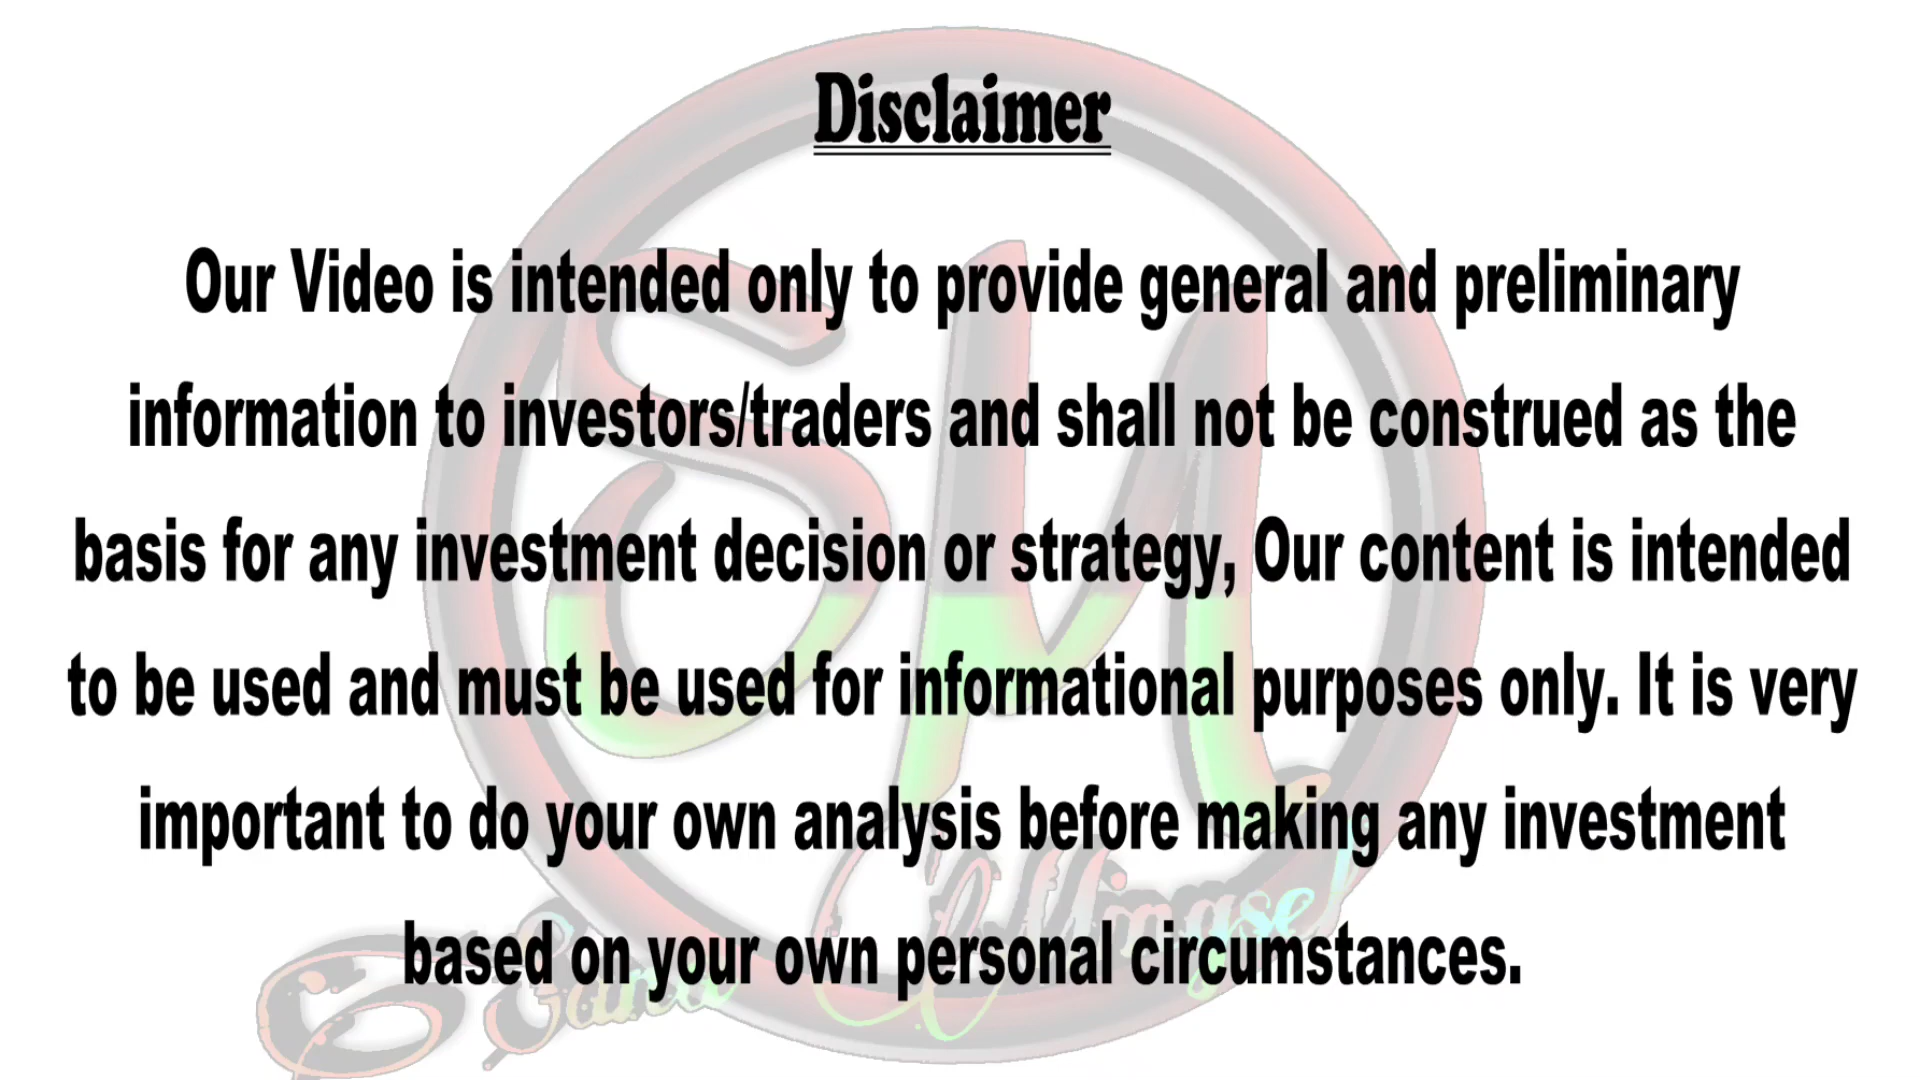 Disclaimer
Our Video is intended only to provide general and preliminary
information to investors/traders and shall not be construed as the
basis for any investment decision or strategy, Our content is intended
to be used and must be used for informational purposes only. It is very
important to do your own analysis before making any investment
based on your own personal circumstances.
SM